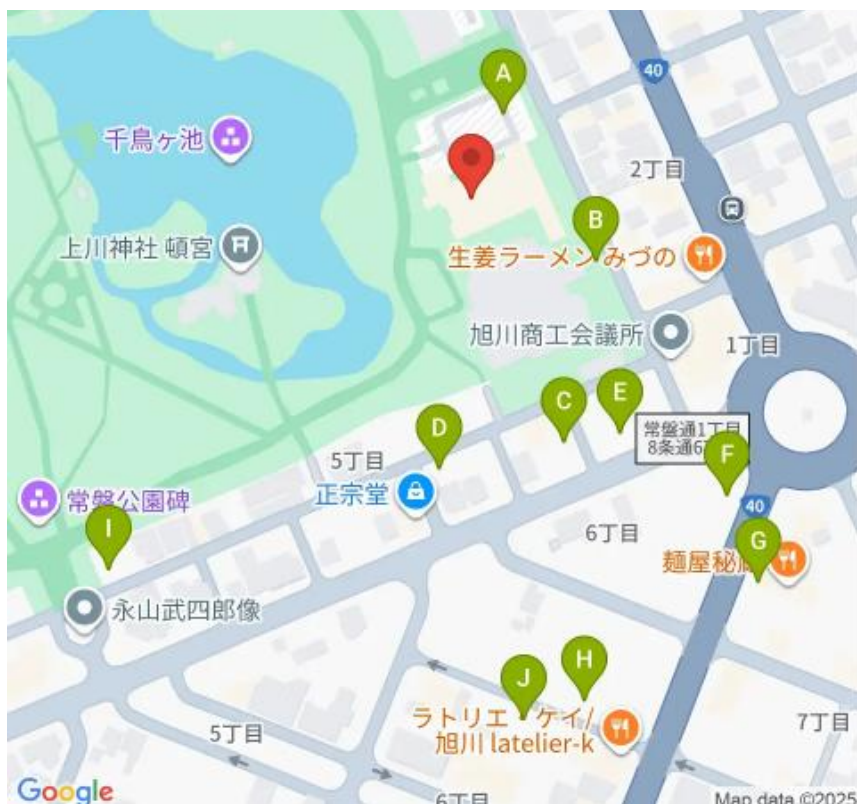 A
40
千鳥ヶ池
2丁目
B
上川神社 頓宮
生姜ラーメン みづの
旭川商工会議所
1丁目
E
C
D
常盤通1丁目
8条通6
F
5丁目
正宗堂
常盤公園碑
40
I
6丁目
G
麺屋秘
永山武四郎像
H
J
ラトリエ・ケイ/
旭川 latelier-k
5丁目
7丁目
6丁目
Google
Map data ©2025